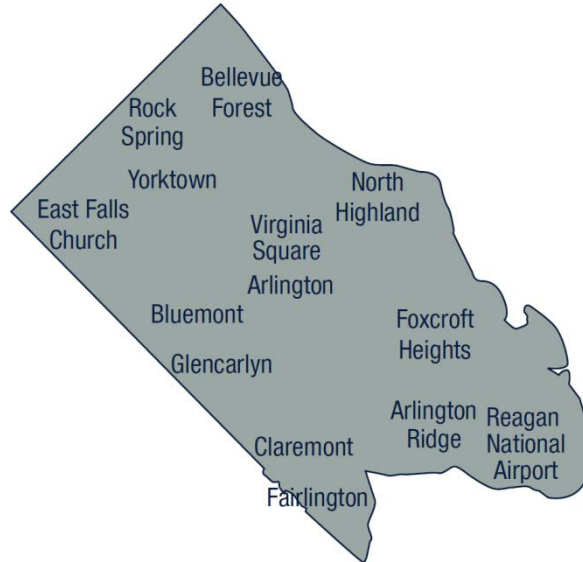 Bellevue
Forest
Rock
Spring
Yorktown
North
Highland
East Falls
Church
Virginia
Square
Arlington
Bluemont
Foxcroft
Heights
Glencarlyn
Arlington
Ridge
Reagan
National
Airport
Claremont
Fairlington